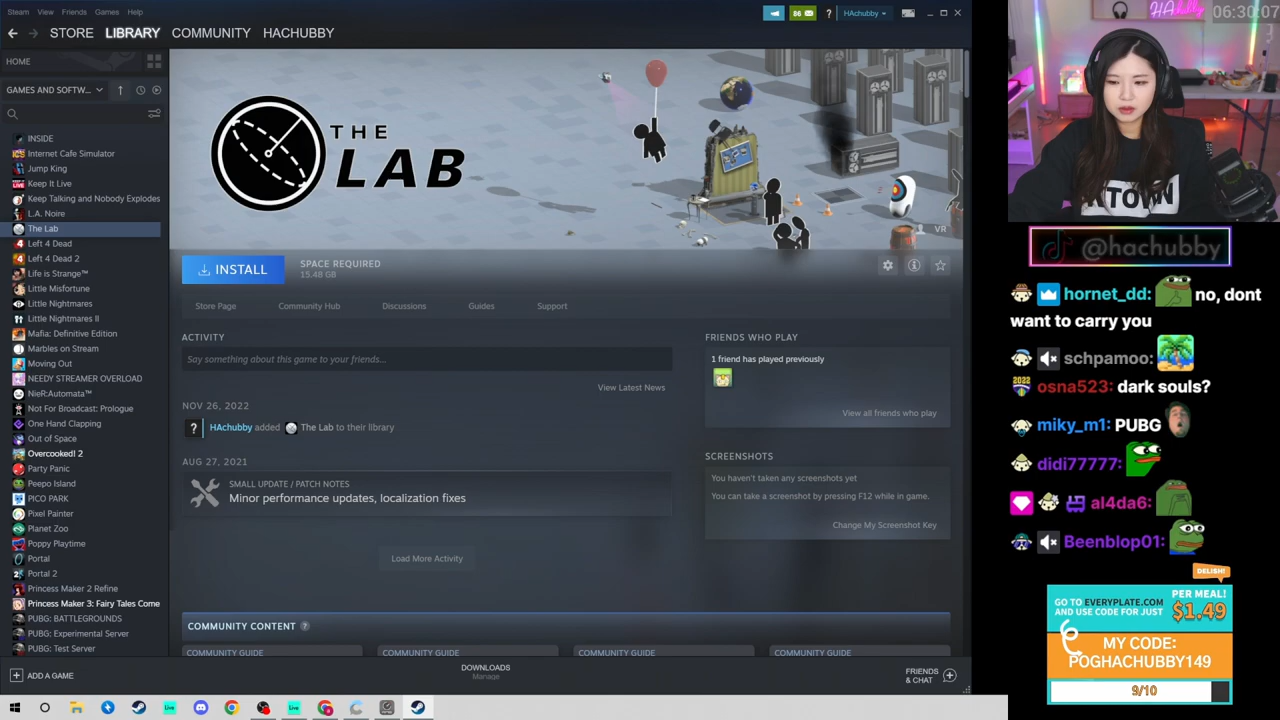 Steam View Friends Games Help
86 ? HAchubby
STORE LIBRARY COMMUNITY HACHUBBY
HOME
GAMES AND SOFTW...
INSIDE
Internet Cafe Simulator
Jump King
Keep It Live
Keep Talking and Nobody Explodes
L.A. Noire
The Lab
Left 4 Dead
Left 4 Dead 2
Life is Strange™
Little Misfortune
Little Nightmares
Little Nightmares II
Mafia: Definitive Edition
Marbles on Stream
Moving Out
NEEDY STREAMER OVERLOAD
NieR:Automata™
Not For Broadcast: Prologue
One Hand Clapping
Out of Space
Overcooked! 2
Party Panic
Peepo Island
PICO PARK
Pixel Painter
Planet Zoo
Poppy Playtime
Portal
Portal 2
Princess Maker 2 Refine
Princess Maker 3: Fairy Tales Come
PUBG: BATTLEGROUNDS
PUBG: Experimental Server
PUBG: Test Server
ADD A GAME
THE
LAB
VR
INSTALL
SPACE REQUIRED
15.48 GB
Store Page Community Hub Discussions Guides Support
ACTIVITY
Say something about this game to your friends...
View Latest News
NOV 26, 2022
? HAchubby added The Lab to their library
AUG 27, 2021
SMALL UPDATE / PATCH NOTES
Minor performance updates, localization fixes
Load More Activity
FRIENDS WHO PLAY
1 friend has played previously
View all friends who play
SCREENSHOTS
You haven't taken any screenshots yet
You can take a screenshot by pressing F12 while in game.
Change My Screenshot Key
COMMUNITY CONTENT ?
COMMUNITY GUIDE COMMUNITY GUIDE COMMUNITY GUIDE COMMUNITY GUIDE
DOWNLOADS
Manage
FRIENDS
& CHAT
HAchubby
06:30:07
XTOWN
@hachubby
hornet_dd: no, dont
want to carry you
schpamoo:
2022 osna523: dark souls?
miky_m1: PUBG
didi77777:
al4da6:
Beenblop01:
DELISH!
GO TO EVERYPLATE.COM
AND USE CODE FOR JUST
PER MEAL!
$1.49
MY CODE:
POGHACHUBBY149
9/10